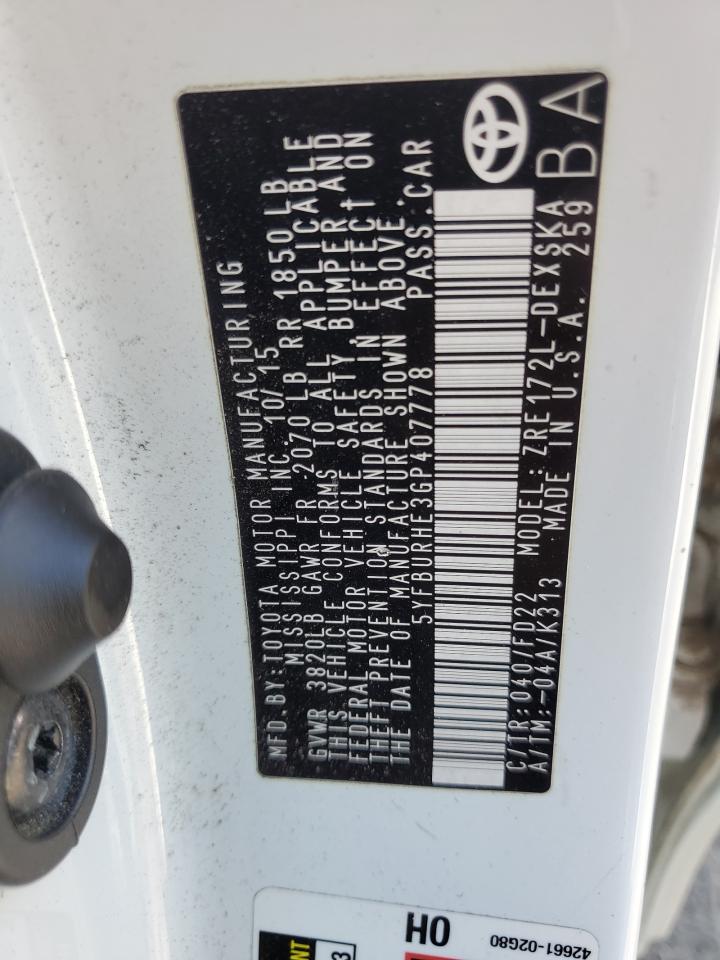 MFD.BY:TOYOTA MOTOR MANUFACTURING
MISSISSIPPI INC. 10/15
GVWR 3820LB GAWR FR 2070LB RR 1850LB
THIS VEHICLE CONFORMS TO ALL APPLICABLE
FEDERAL MOTOR VEHICLE SAFETY, BUMPER AND
THEFT PREVENTION STANDARDS IN EFFECT ON
THE DATE OF MANUFACTURE SHOWN ABOVE.
5YFBURHE3GP407778 PASS.CAR
C/TR:040/FD22 MODEL:ZRE172L-DEXSKA
A/TM:-04A/K313 MADE IN U.S.A. 259
BA
0H
42661-02G80
3